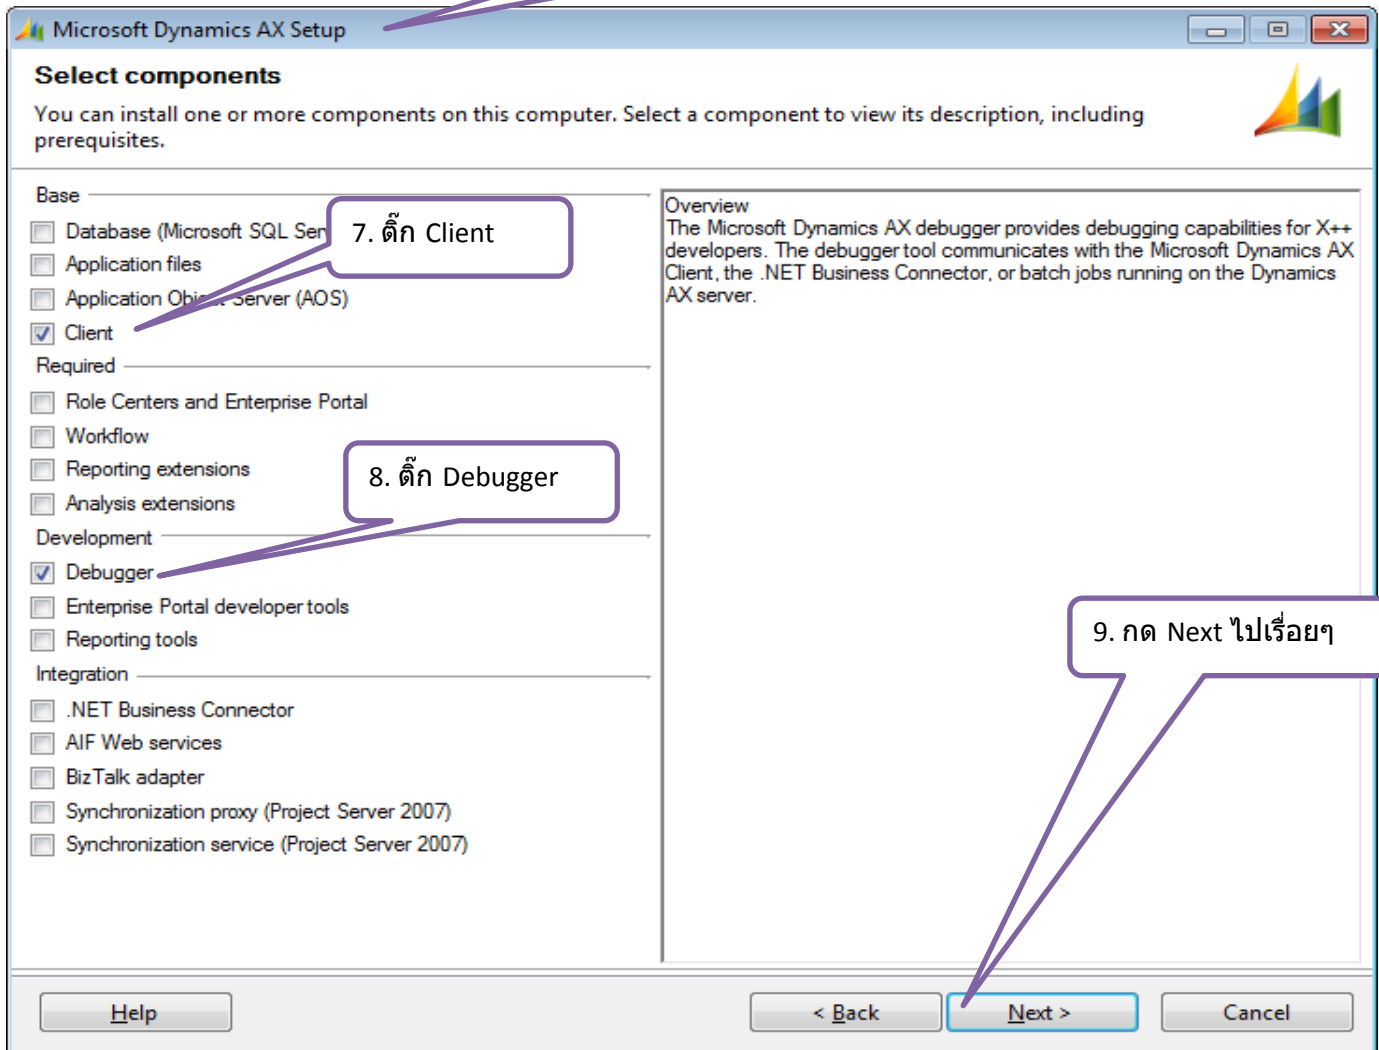 Microsoft Dynamics AX Setup
Select components
You can install one or more components on this computer. Select a component to view its description, including
prerequisites.
Base
Database (Microsoft SQL Ser
7. ติ๊ก Client
Application files
Application Object Server (AOS)
Client
Required
Role Centers and Enterprise Portal
Workflow
Reporting extensions
8. ติ๊ก Debugger
Analysis extensions
Development
Debugger
Enterprise Portal developer tools
Reporting tools
Integration
.NET Business Connector
AIF Web services
BizTalk adapter
Synchronization proxy (Project Server 2007)
Synchronization service (Project Server 2007)
Overview
The Microsoft Dynamics AX debugger provides debugging capabilities for X++
developers. The debugger tool communicates with the Microsoft Dynamics AX
Client, the .NET Business Connector, or batch jobs running on the Dynamics
AX server.
9. กด Next ไปเรื่อยๆ
Help
< Back
Next >
Cancel